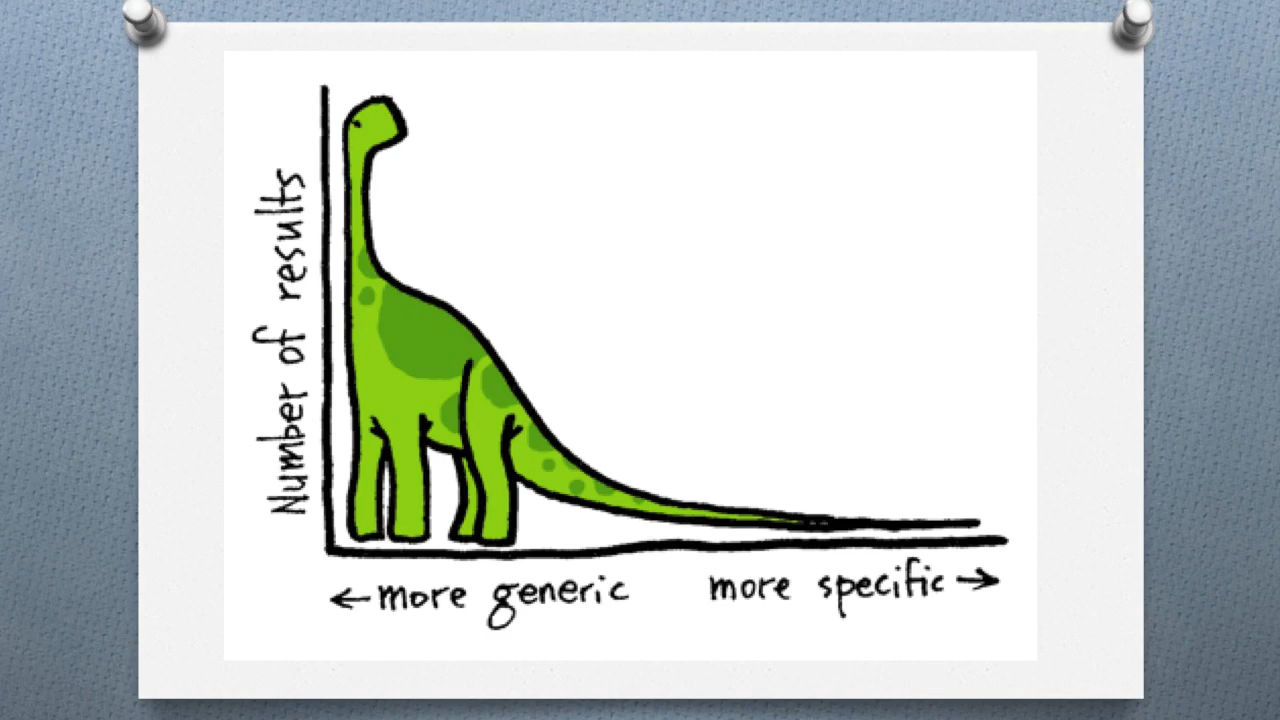 Number of results
← more generic
more specific →